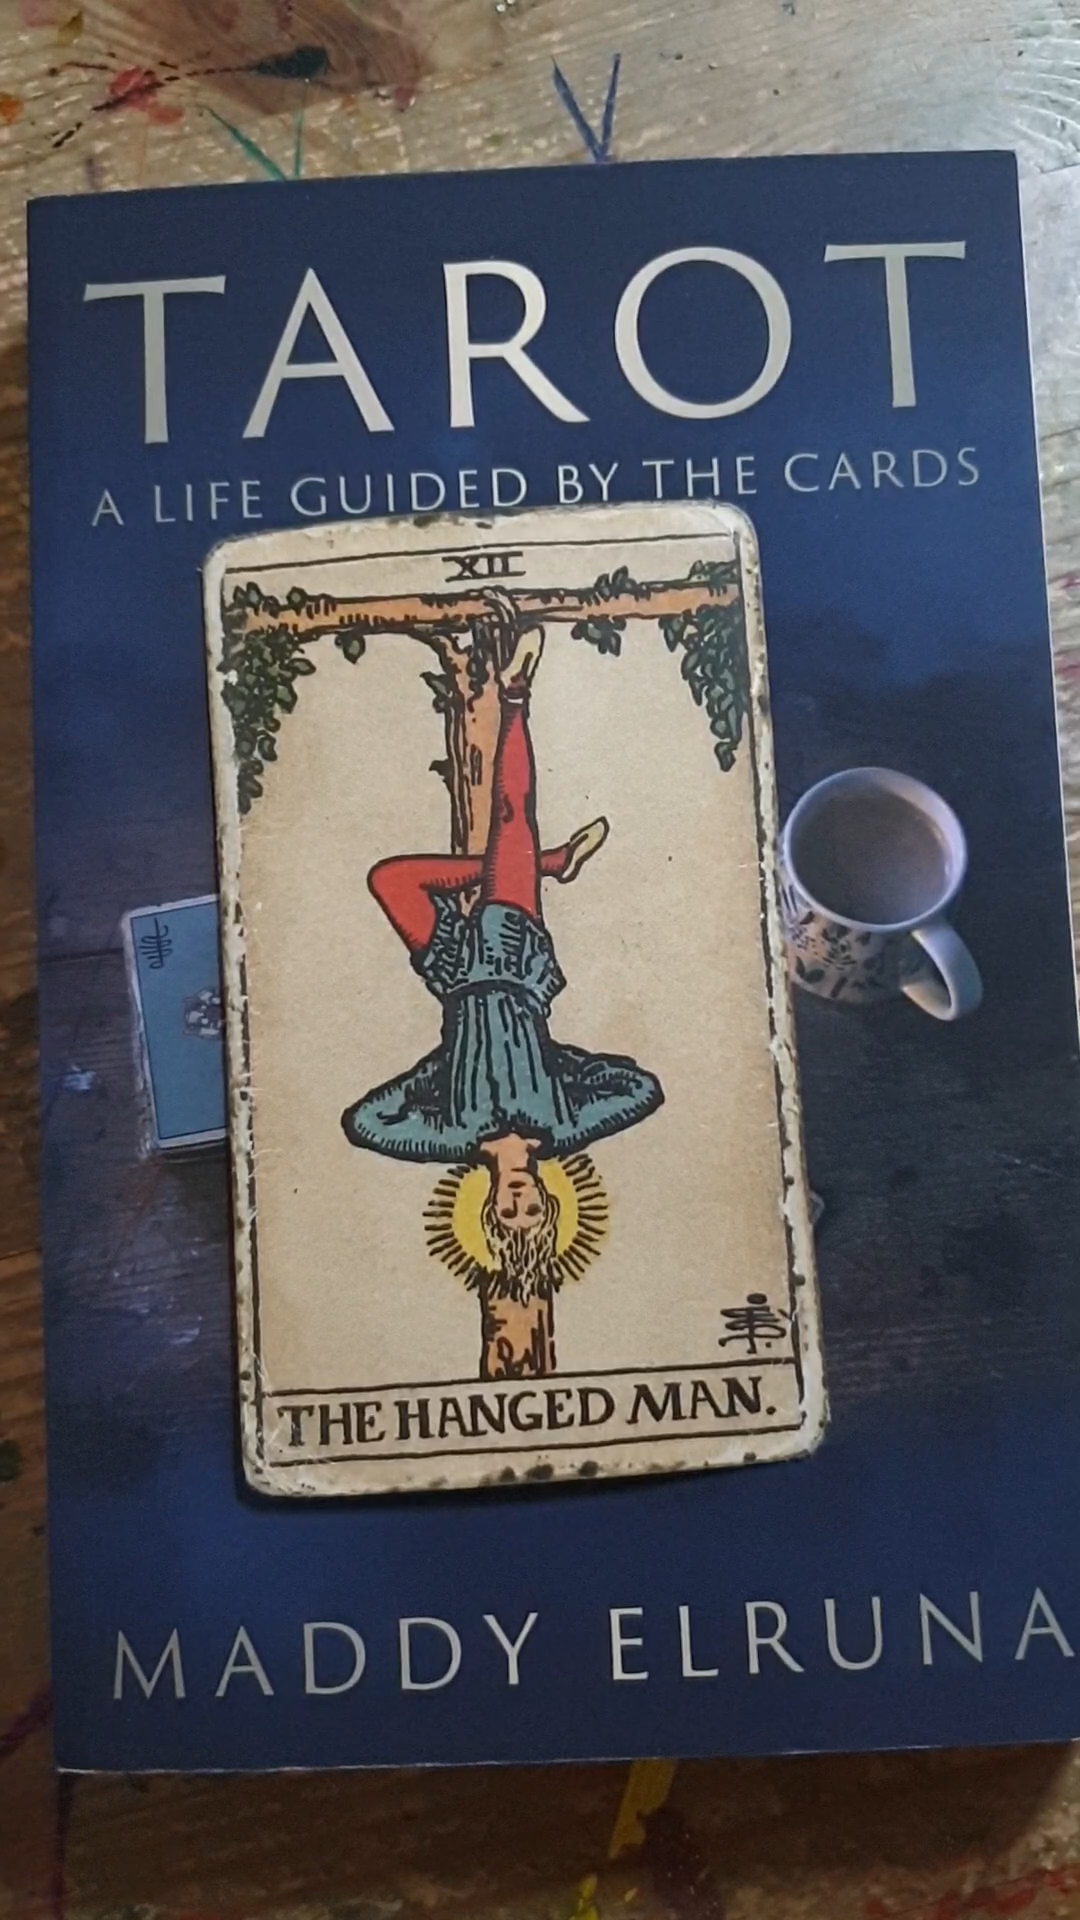 TAROT
A LIFE GUIDED BY THE CARDS
XII
THE HANGED MAN.
MADDY ELRUNA